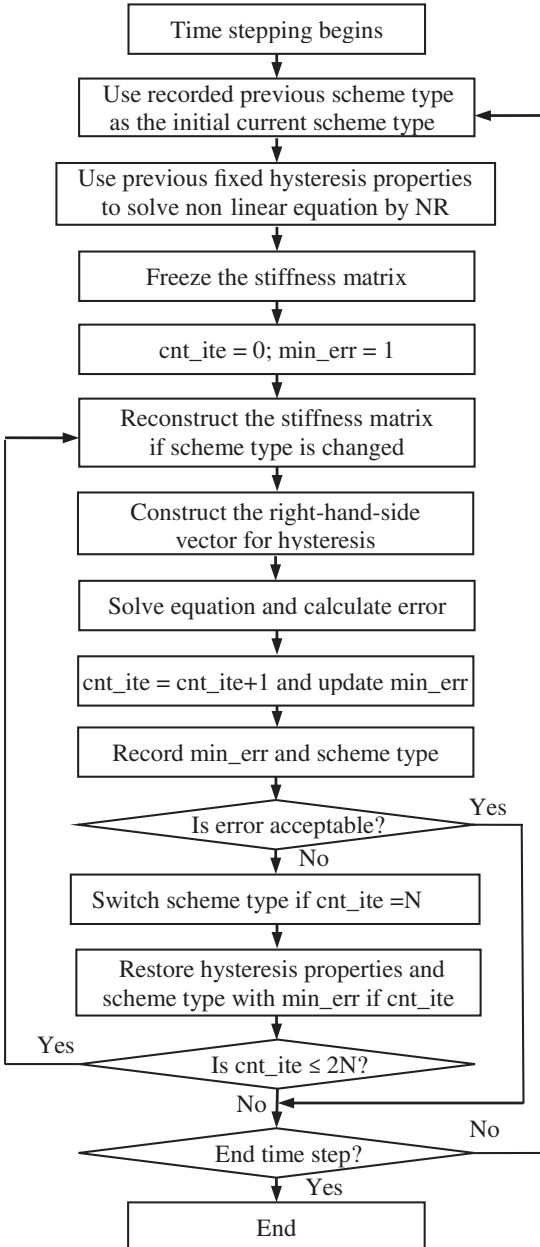 Time stepping begins
Use recorded previous scheme type
as the initial current scheme type
Use previous fixed hysteresis properties
to solve non linear equation by NR
Freeze the stiffness matrix
cnt_ite = 0; min_err = 1
Reconstruct the stiffness matrix
if scheme type is changed
Construct the right-hand-side
vector for hysteresis
Solve equation and calculate error
cnt_ite = cnt_ite+1 and update min_err
Record min_err and scheme type
Is error acceptable?
Yes
No
Switch scheme type if cnt_ite =N
Restore hysteresis properties and
scheme type with min_err if cnt_ite
Yes
Is cnt_ite ≤ 2N?
No
End time step?
No
Yes
End